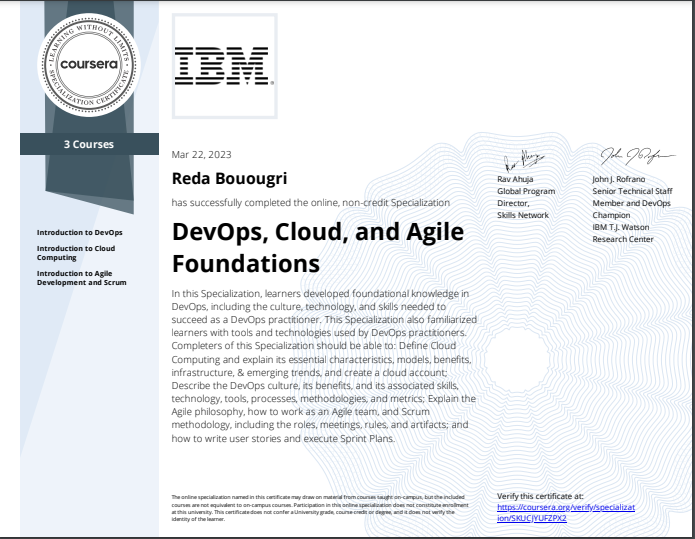 LEARNING WITHOUT LIMITS
coursera
SPECIALIZATION CERTIFICATE
3 Courses
Introduction to DevOps
Introduction to Cloud
Computing
Introduction to Agile
Development and Scrum
IBM
Mar 22, 2023
Reda Bouougri
has successfully completed the online, non-credit Specialization
DevOps, Cloud, and Agile
Foundations
In this Specialization, learners developed foundational knowledge in
DevOps, including the culture, technology, and skills needed to
succeed as a DevOps practitioner. This Specialization also familiarized
learners with tools and technologies used by DevOps practitioners.
Completers of this Specialization should be able to: Define Cloud
Computing and explain its essential characteristics, models, benefits,
infrastructure, & emerging trends, and create a cloud account;
Describe the DevOps culture, its benefits, and its associated skills,
technology, tools, processes, methodologies, and metrics; Explain the
Agile philosophy, how to work as an Agile team, and Scrum
methodology, including the roles, meetings, rules, and artifacts; and
how to write user stories and execute Sprint Plans.
Rav Ahuja
Rav Ahuja
Global Program
Director,
Skills Network
John J Rofrano
John J. Rofrano
Senior Technical Staff
Member and DevOps
Champion
IBM T.J. Watson
Research Center
The online specialization named in this certificate may draw on material from courses taught on-campus, but the included
courses are not equivalent to on-campus courses. Participation in this online specialization does not constitute enrollment
at this university. This certificate does not confer a University grade, course credit or degree, and it does not verify the
identity of the learner.
Verify this certificate at:
https://coursera.org/verify/specializat
ion/SKUCJYUFZPX2